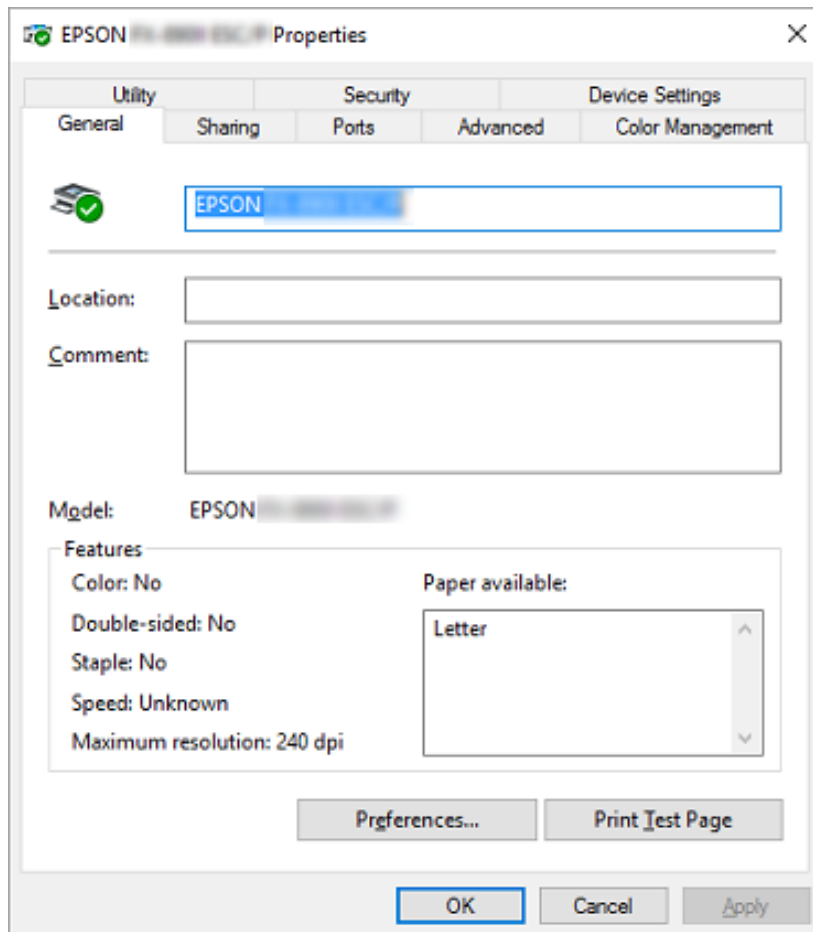 EPSON Properties
Utility Security Device Settings
General Sharing Ports Advanced Color Management
EPSON
Location:
Comment:
Model: EPSON
Features
Color: No
Paper available:
Double-sided: No
Letter
Staple: No
Speed: Unknown
Maximum resolution: 240 dpi
Preferences... Print Test Page
OK Cancel Apply